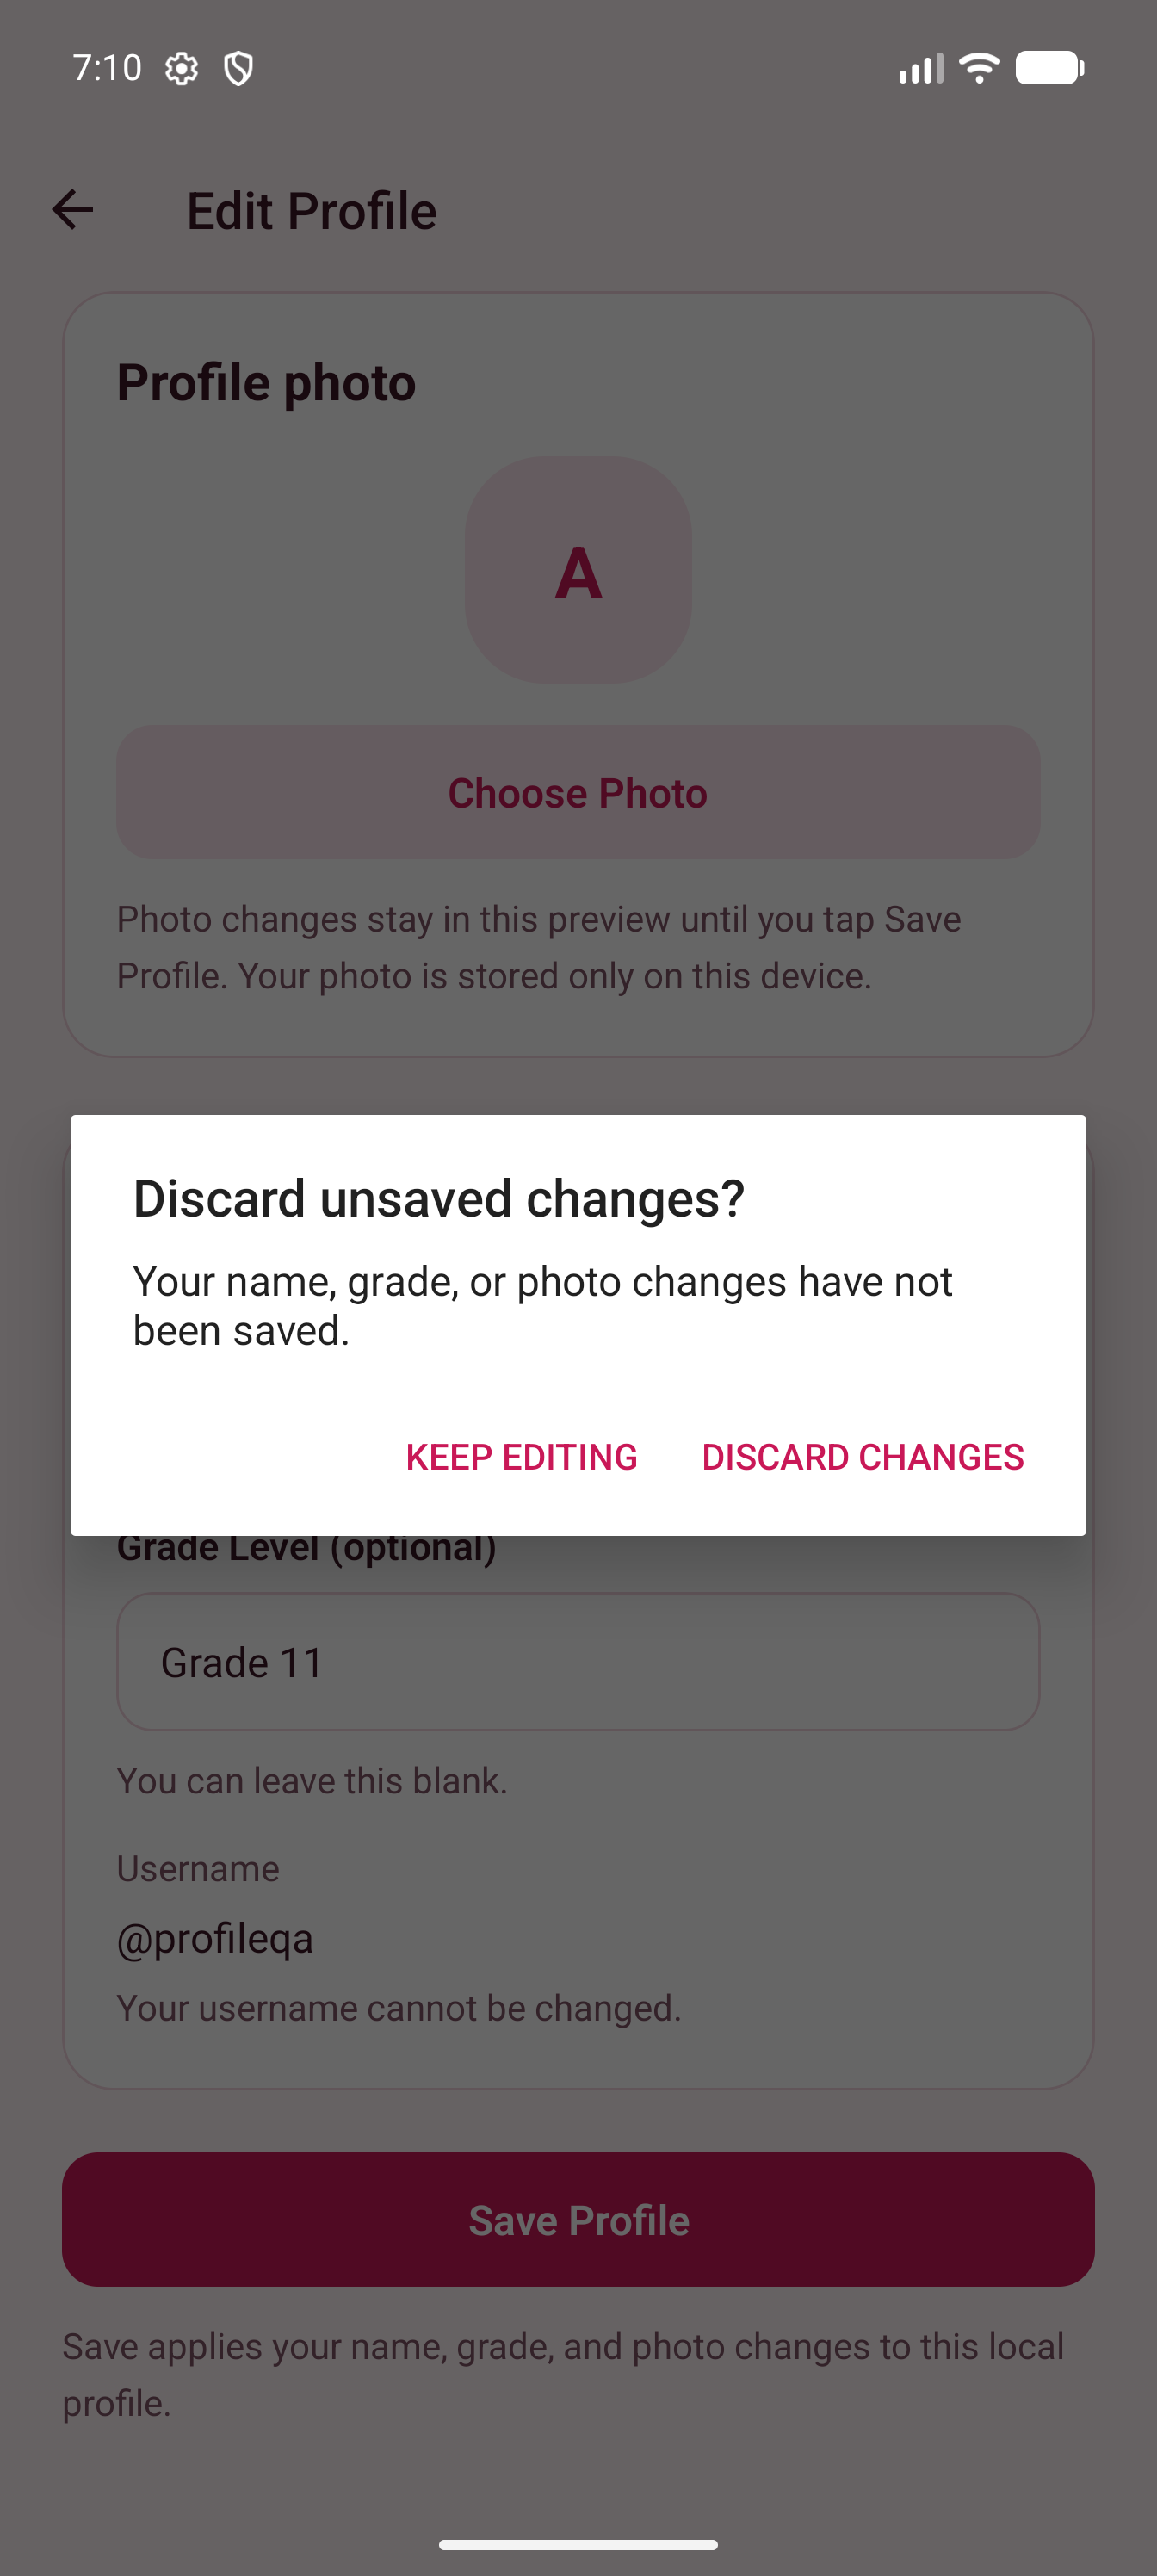 7:10
Edit Profile
Profile photo
A
Choose Photo
Photo changes stay in this preview until you tap Save
Profile. Your photo is stored only on this device.
Discard unsaved changes?
Your name, grade, or photo changes have not
been saved.
KEEP EDITING DISCARD CHANGES
Grade Level (optional)
Grade 11
You can leave this blank.
Username
@profileqa
Your username cannot be changed.
Save Profile
Save applies your name, grade, and photo changes to this local
profile.